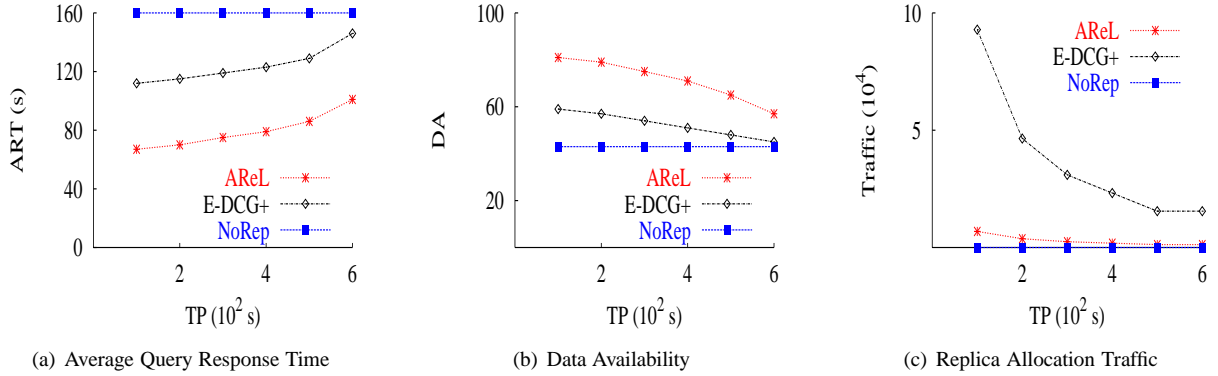 160
120
80
40
0
ART (s)
2
4
6
TP (10² s)
AReL
E-DCG+
NoRep
(a) Average Query Response Time
100
60
20
DA
2
4
6
TP (10² s)
AReL
E-DCG+
NoRep
(b) Data Availability
10
5
Traffic (10⁴)
2
4
6
TP (10² s)
AReL
E-DCG+
NoRep
(c) Replica Allocation Traffic